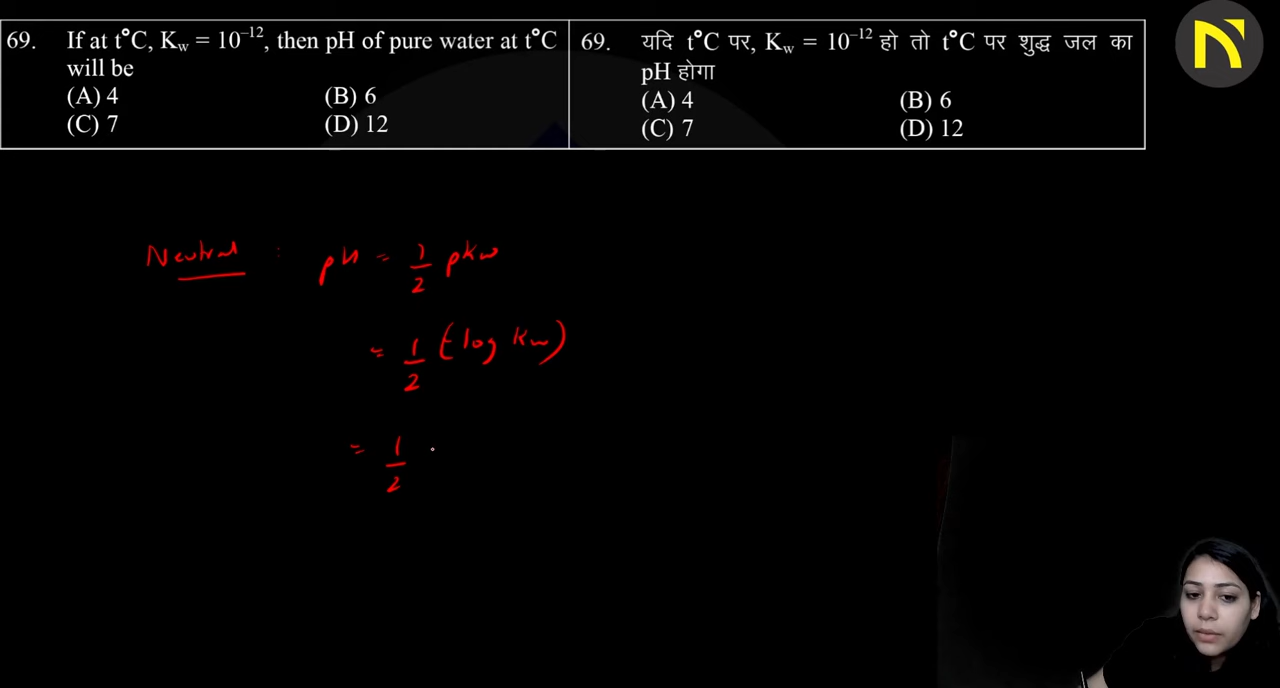 69. If at t°C, Kw = 10⁻¹², then pH of pure water at t°C
will be
(A) 4 (B) 6
(C) 7 (D) 12
69. यदि t°C पर, Kw = 10⁻¹² हो तो t°C पर शुद्ध जल का
pH होगा
(A) 4 (B) 6
(C) 7 (D) 12
Neutral : pH = 1/2 pKw
= 1/2 (-log Kw)
= 1/2